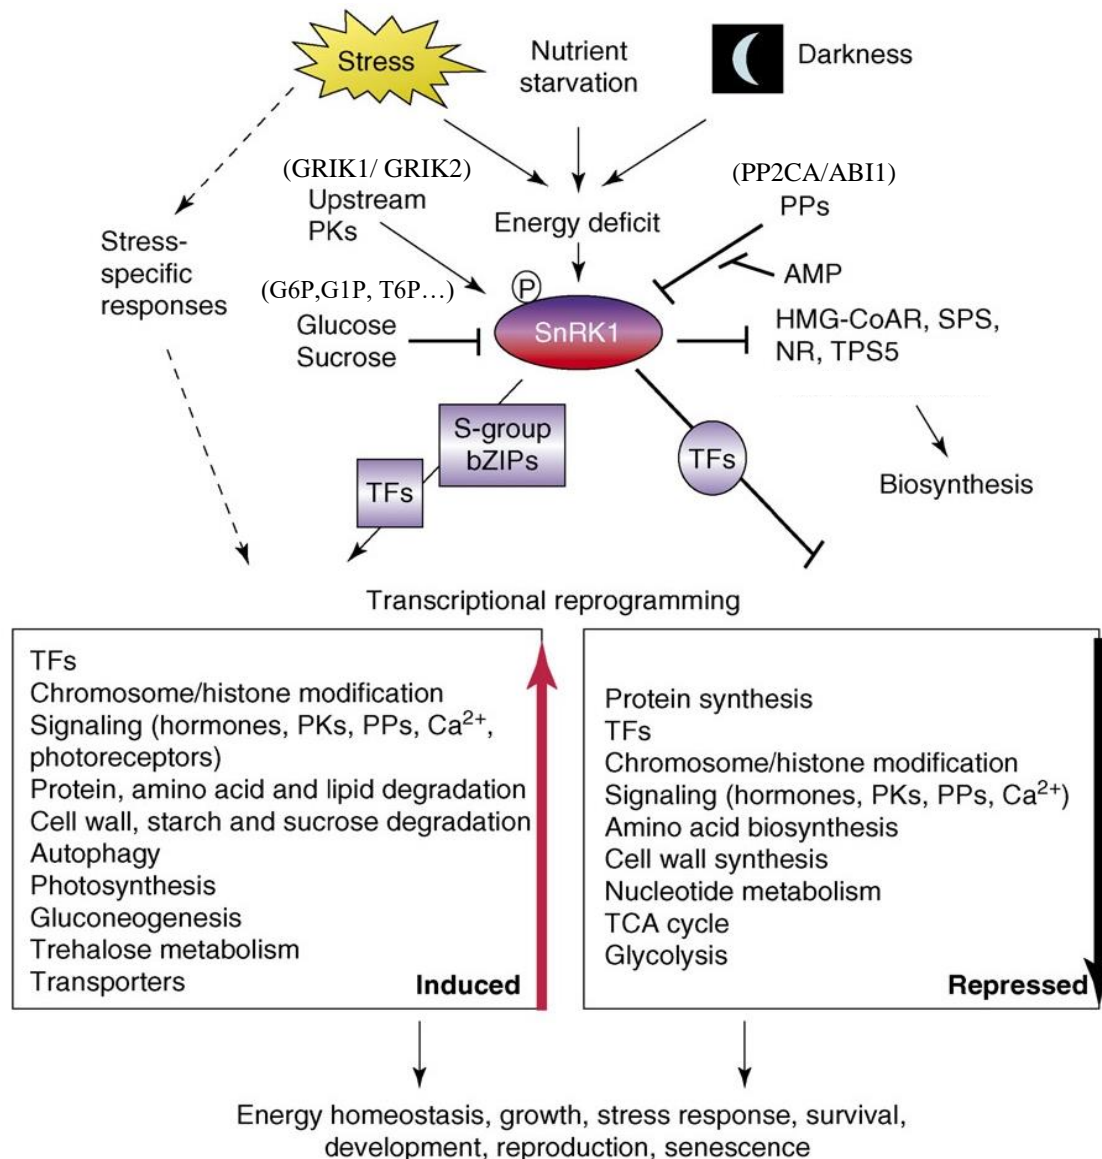 Stress
Nutrient
starvation
Darkness
(GRIK1/ GRIK2)
Upstream
PKs
Energy deficit
(PP2CA/ABI1)
PPs
Stress-
specific
responses
AMP
(G6P,G1P, T6P…)
Glucose
Sucrose
P
SnRK1
HMG-CoAR, SPS,
NR, TPS5
S-group
bZIPs
TFs
TFs
Biosynthesis
Transcriptional reprogramming
TFs
Chromosome/histone modification
Signaling (hormones, PKs, PPs, Ca²⁺,
photoreceptors)
Protein, amino acid and lipid degradation
Cell wall, starch and sucrose degradation
Autophagy
Photosynthesis
Gluconeogenesis
Trehalose metabolism
Transporters
Induced
Protein synthesis
TFs
Chromosome/histone modification
Signaling (hormones, PKs, PPs, Ca²⁺)
Amino acid biosynthesis
Cell wall synthesis
Nucleotide metabolism
TCA cycle
Glycolysis
Repressed
Energy homeostasis, growth, stress response, survival,
development, reproduction, senescence